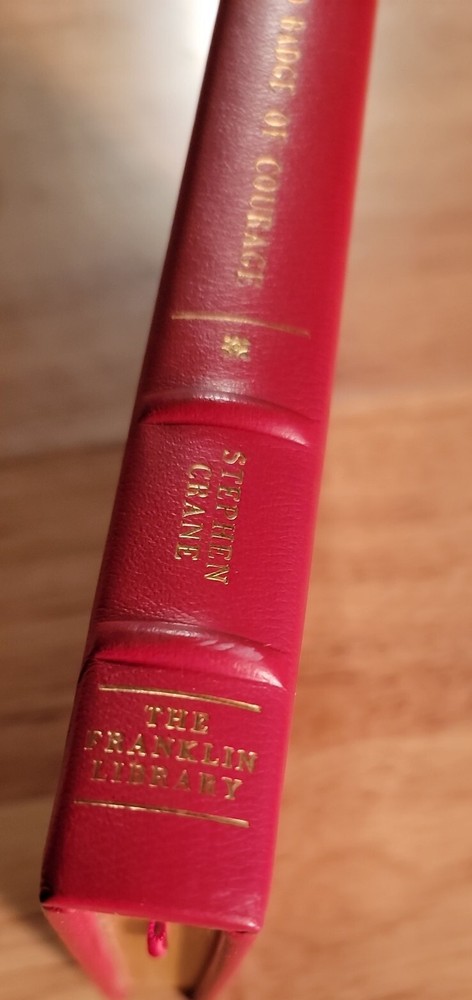 D BADGE OF COURAGE
STEPHEN
CRANE
THE
FRANKLIN
LIBRARY